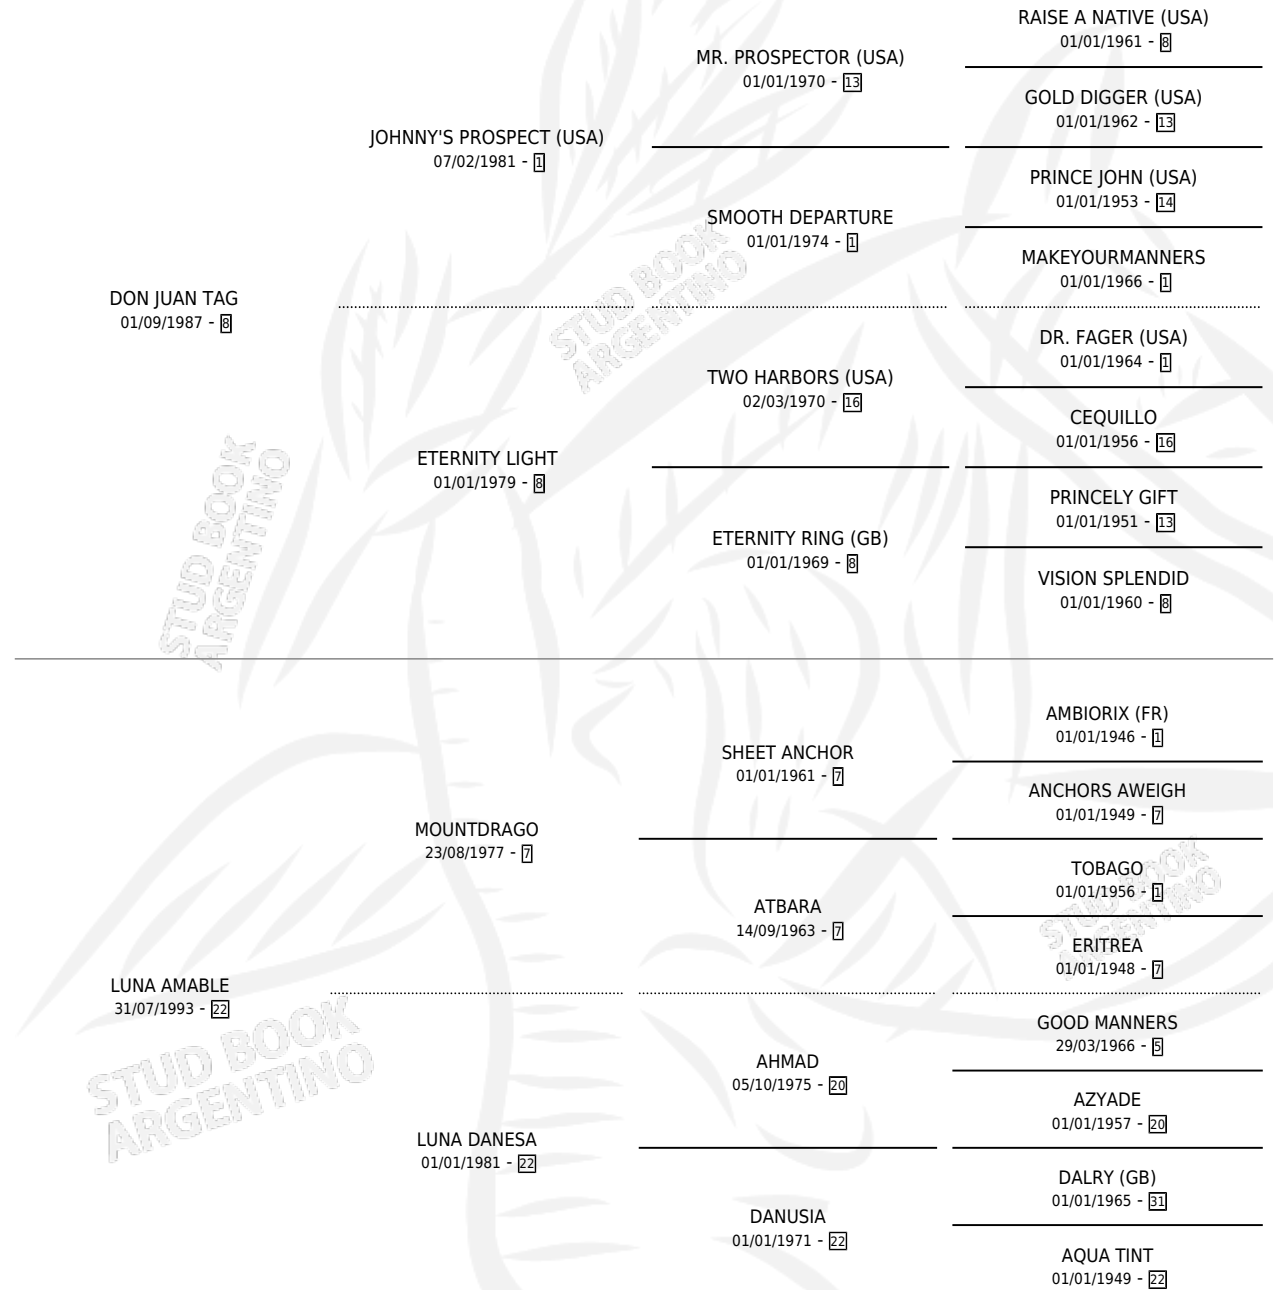 RAISE A NATIVE (USA)
01/01/1961 - 8
MR. PROSPECTOR (USA)
01/01/1970 - 13
GOLD DIGGER (USA)
01/01/1962 - 13
JOHNNY'S PROSPECT (USA)
07/02/1981 - 1
PRINCE JOHN (USA)
01/01/1953 - 14
SMOOTH DEPARTURE
01/01/1974 - 1
MAKEYOURMANNERS
01/01/1966 - 1
DON JUAN TAG
01/09/1987 - 8
STUD BOOK
ARGENTINO
DR. FAGER (USA)
01/01/1964 - 1
TWO HARBORS (USA)
02/03/1970 - 16
CEQUILLO
01/01/1956 - 16
ETERNITY LIGHT
01/01/1979 - 8
PRINCELY GIFT
01/01/1951 - 13
ETERNITY RING (GB)
01/01/1969 - 8
VISION SPLENDID
01/01/1960 - 8
STUD BOOK
ARGENTINO
AMBIORIX (FR)
01/01/1946 - 1
SHEET ANCHOR
01/01/1961 - 7
ANCHORS AWEIGH
01/01/1949 - 7
MOUNTDRAGO
23/08/1977 - 7
TOBAGO
01/01/1956 - 1
ATBARA
14/09/1963 - 7
ERITREA
01/01/1948 - 7
STUD BOOK
ARGENTINO
LUNA AMABLE
31/07/1993 - 22
GOOD MANNERS
29/03/1966 - 5
AHMAD
05/10/1975 - 20
AZYADE
01/01/1957 - 20
STUD BOOK
ARGENTINO
LUNA DANESA
01/01/1981 - 22
DALRY (GB)
01/01/1965 - 31
DANUSIA
01/01/1971 - 22
AQUA TINT
01/01/1949 - 22